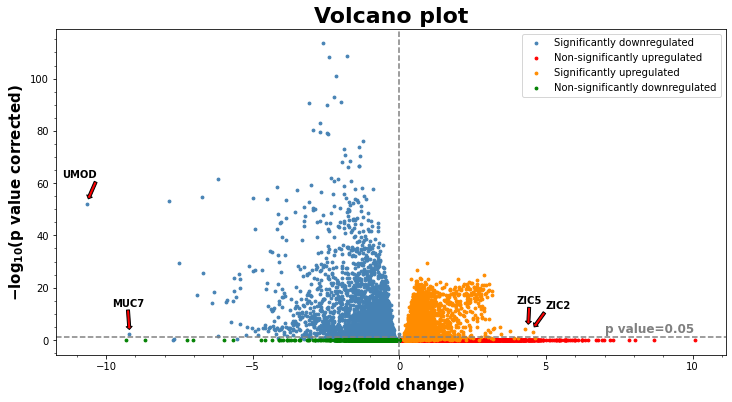 Volcano plot
Significantly downregulated
Non-significantly upregulated
Significantly upregulated
Non-significantly downregulated
−log10(p value corrected)
100
80
60
40
20
0
UMOD
MUC7
ZIC5
ZIC2
p value=0.05
−10
−5
0
5
10
log2(fold change)